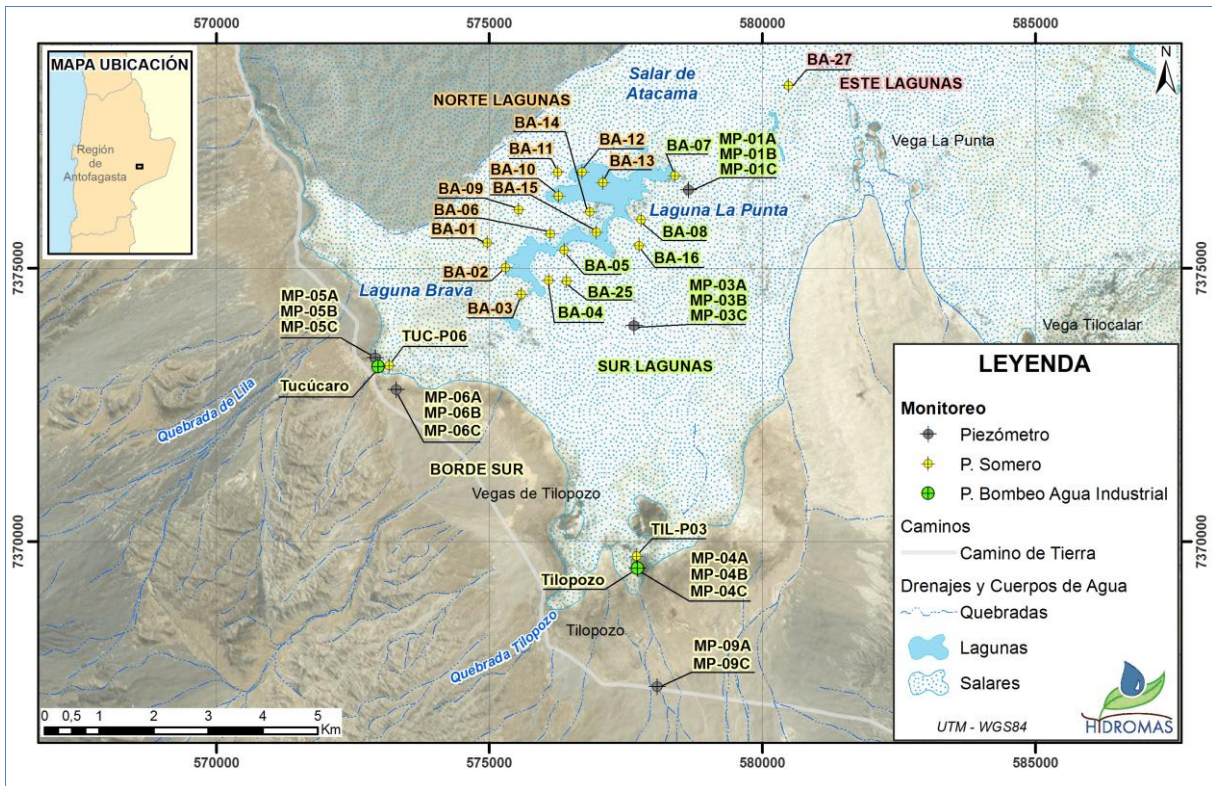 570000
575000
580000
585000
MAPA UBICACIÓN
Región
de
Antofagasta
N
Salar de
Atacama
BA-27
ESTE LAGUNAS
NORTE LAGUNAS
BA-14
BA-12
BA-11
BA-13
BA-07
MP-01A
MP-01B
MP-01C
Vega La Punta
BA-10
BA-15
BA-09
BA-06
Laguna La Punta
BA-01
BA-08
BA-05
BA-16
7375000
7375000
BA-02
Laguna Brava
BA-25
BA-03
BA-04
MP-03A
MP-03B
MP-03C
MP-05A
MP-05B
MP-05C
TUC-P06
Vega Tilocalar
SUR LAGUNAS
Tucúcaro
Quebrada de Lila
MP-06A
MP-06B
MP-06C
BORDE SUR
Vegas de Tilopozo
TIL-P03
7370000
7370000
Tilopozo
MP-04A
MP-04B
MP-04C
Quebrada Tilopozo
Tilopozo
MP-09A
MP-09C
LEYENDA
Monitoreo
Piezómetro
P. Somero
P. Bombeo Agua Industrial
Caminos
Camino de Tierra
Drenajes y Cuerpos de Agua
Quebradas
Lagunas
Salares
UTM - WGS84
HIDROMAS
0 0,5 1 2 3 4 5
Km
570000
575000
580000
585000